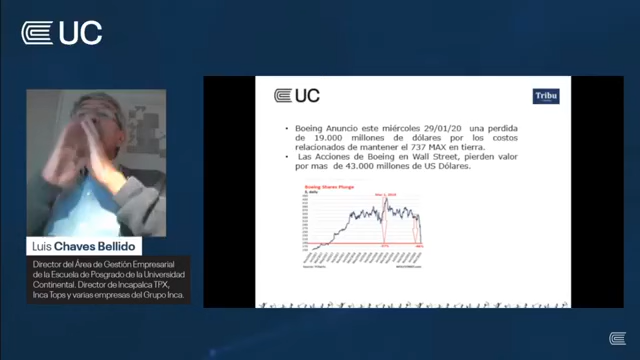 UC
UC
Tribu
• Boeing Anuncio este miércoles 29/01/20 una perdida
de 19.000 millones de dólares por los costos
relacionados de mantener el 737 MAX en tierra.
• Las Acciones de Boeing en Wall Street, pierden valor
por mas de 43.000 millones de US Dólares.
Boeing Shares Plunge
Luis Chaves Bellido
Director del Área de Gestión Empresarial
de la Escuela de Posgrado de la Universidad
Continental. Director de Incapalca TPX,
Inca Tops y varias empresas del Grupo Inca.